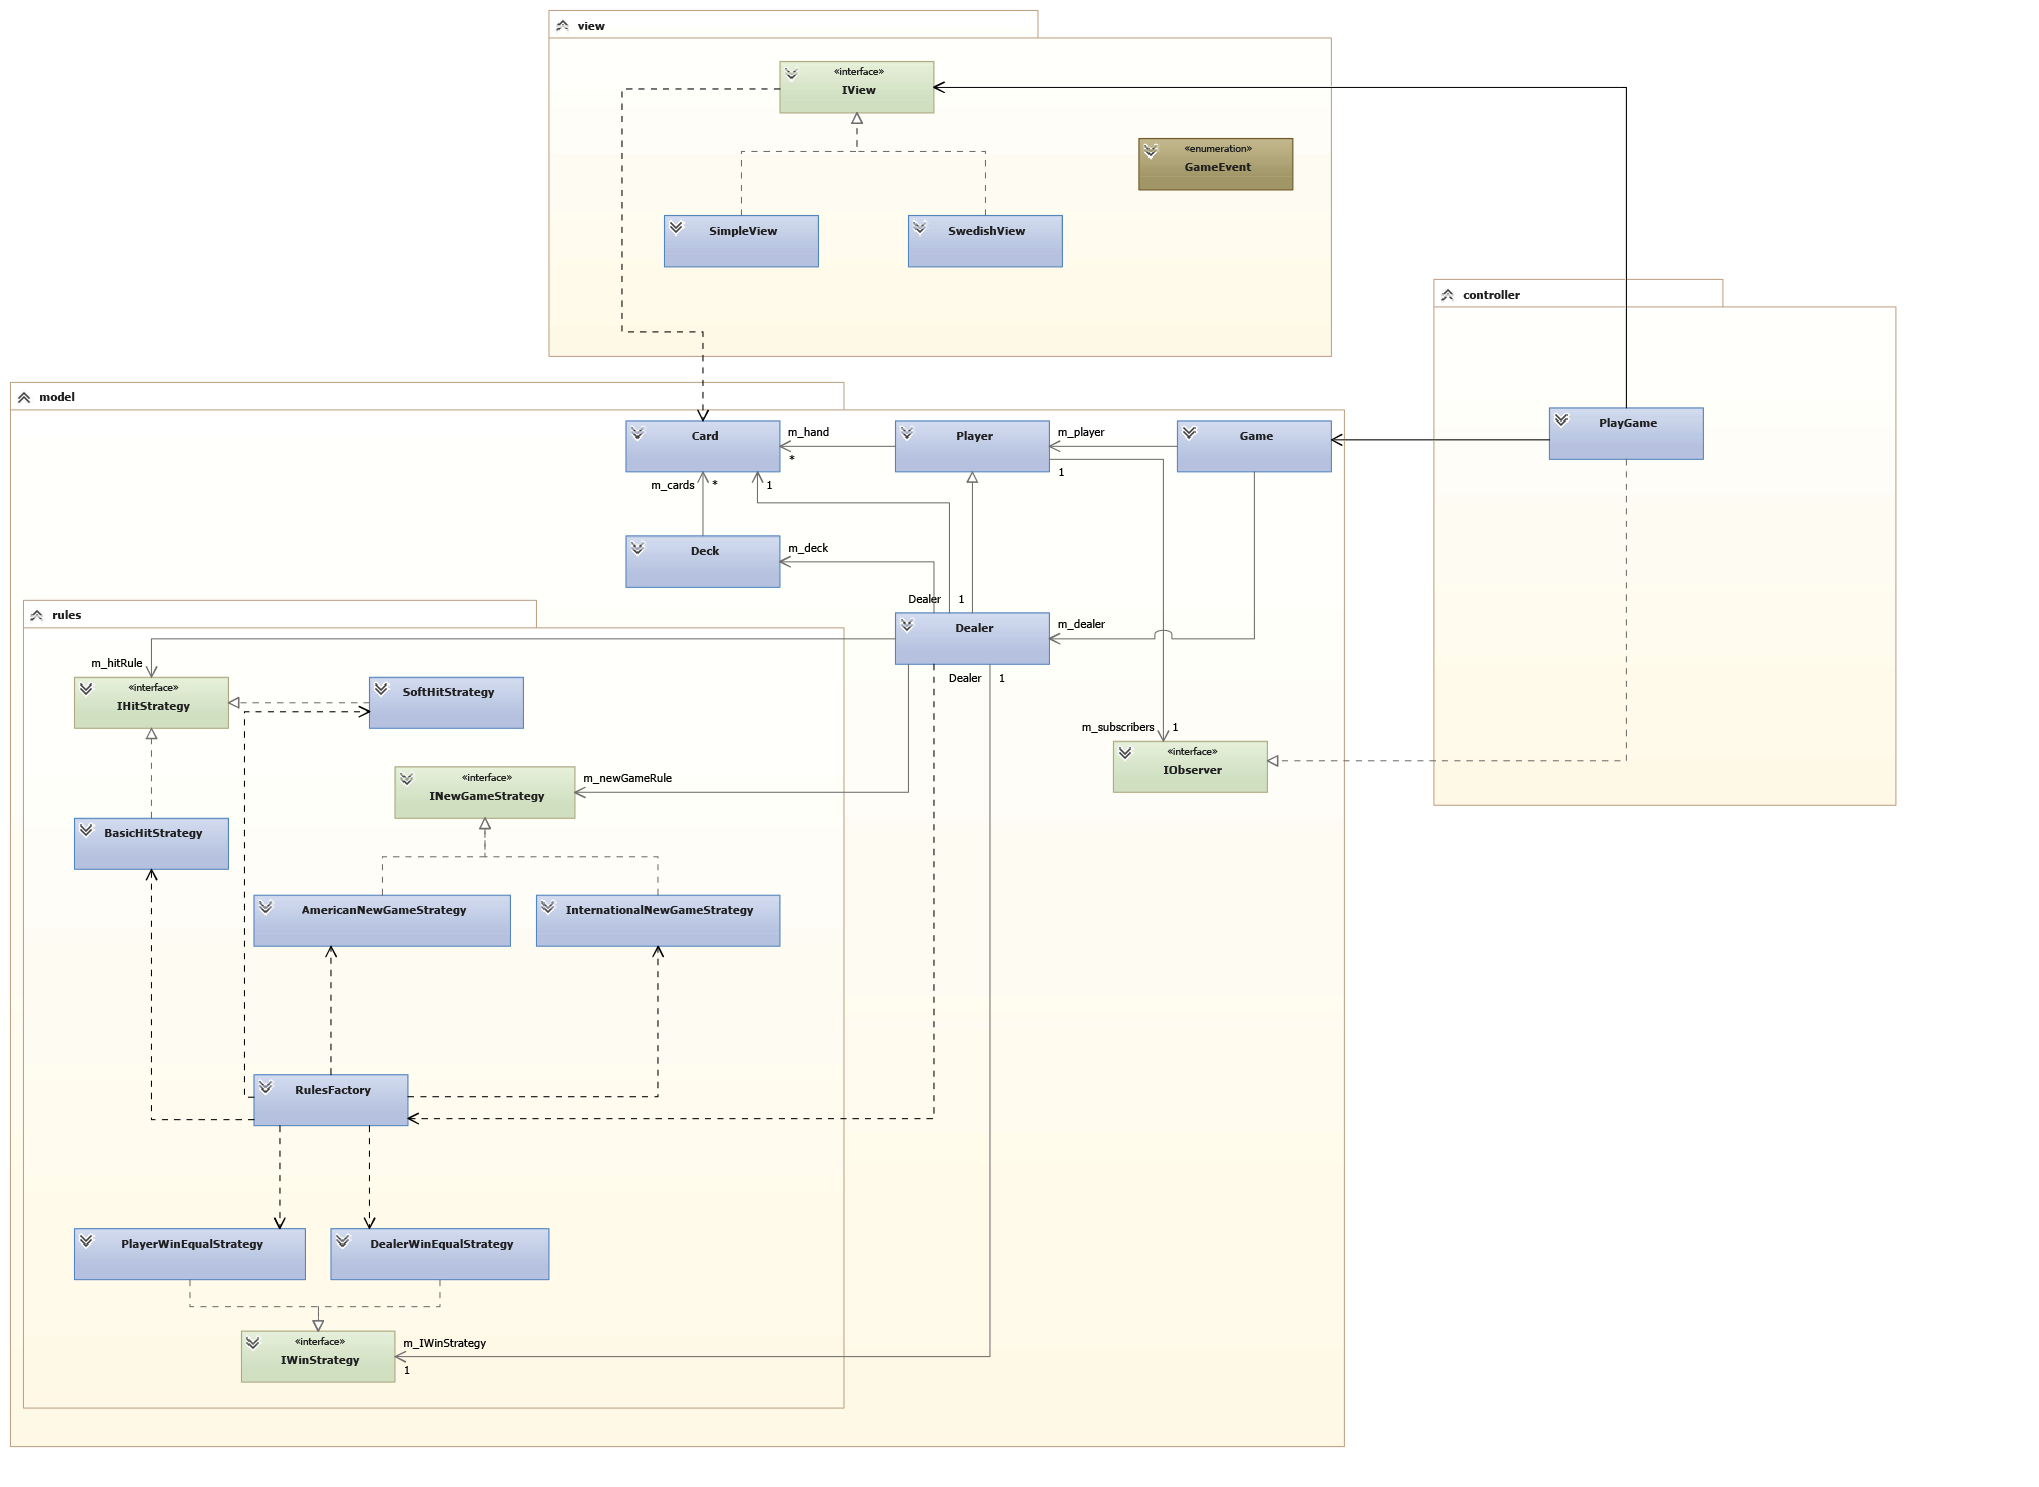 view
«interface»
IView
«enumeration»
GameEvent
SimpleView
SwedishView
controller
PlayGame
model
Card
m_hand
*
Player
m_player
1
Game
m_cards
*
1
Deck
m_deck
Dealer
1
rules
Dealer
m_dealer
m_hitRule
«interface»
IHitStrategy
SoftHitStrategy
Dealer
1
m_subscribers
1
«interface»
IObserver
«interface»
INewGameStrategy
m_newGameRule
BasicHitStrategy
AmericanNewGameStrategy
InternationalNewGameStrategy
RulesFactory
PlayerWinEqualStrategy
DealerWinEqualStrategy
«interface»
IWinStrategy
m_IWinStrategy
1